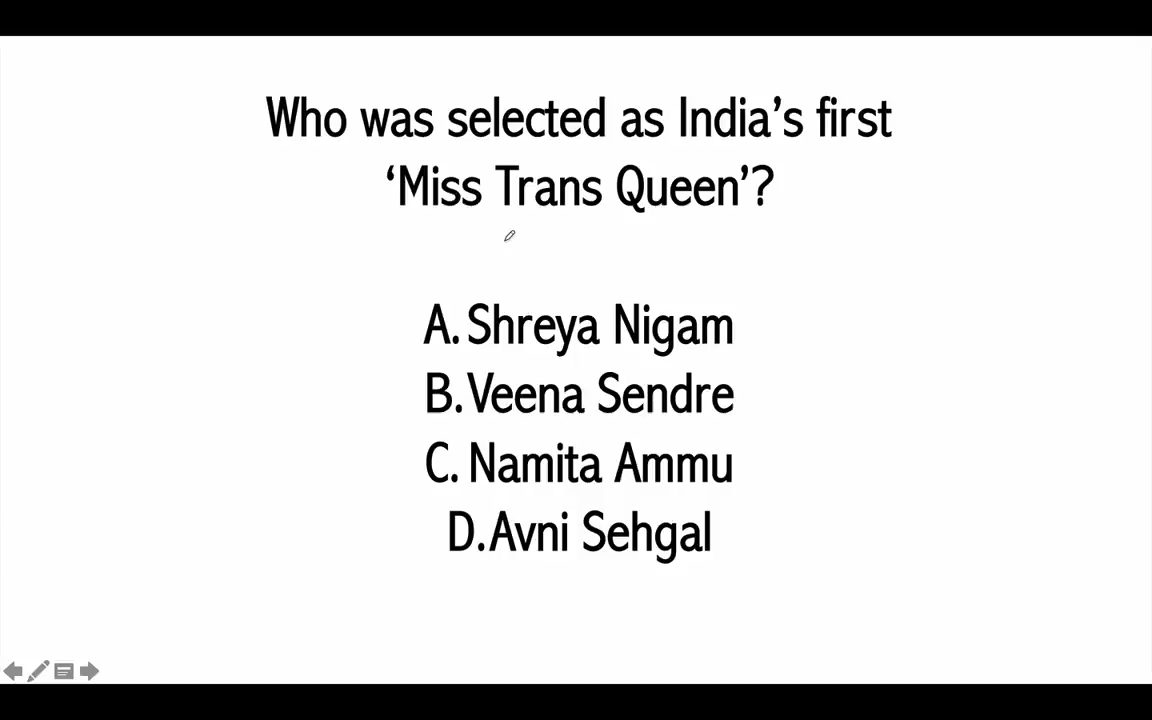 Who was selected as India's first
‘Miss Trans Queen’?
A. Shreya Nigam
B. Veena Sendre
C. Namita Ammu
D. Avni Sehgal